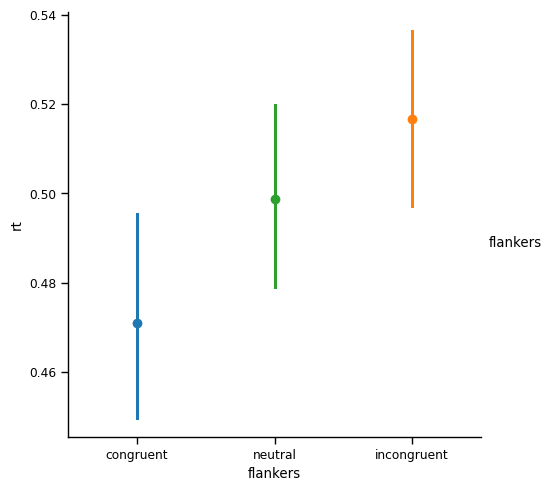 0.54
0.52
0.50
0.48
0.46
rt
congruent
neutral
incongruent
flankers
flankers